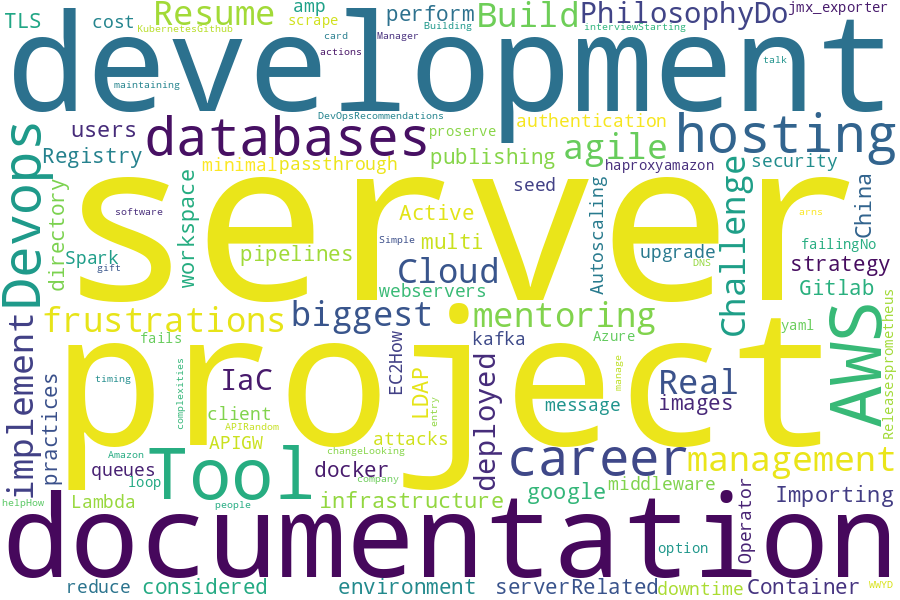 TLS
cost
Resume
amp
scrape
perform
Build
PhilosophyDo
jmx_exporter
KubernetesGithub
card
Manager
Building
interviewStarting
development
actions
talk
maintaining
DevOpsRecommendations
Devops
users
databases
proserve
authentication
hosting
Registry
minimal
passthrough
publishing
agile
haproxyamazon
security
directory
workspace
server
seed
Autoscaling
Challenge
China
software
Active
arns
Spark
gift
pipelines
Simple
multi
upgrade
DNS
failingNo
strategy
Cloud
webservers
Gitlab
implement
frustrations
biggest
mentoring
AWS
Releasesprometheus
fails
project
EC2How
kafka
Azure
yaml
timing
complexities
IaC
LDAP
deployed
manage
Real
practices
client
entry
message
images
APIRandom
APIGW
attacks
Amazon
changeLooking
career
management
queues
loop
Tool
docker
company
google
middleware
Operator
Importing
helpHow
Lambda
people
infrastructure
documentation
option
reduce
considered
environment
serverRelated
downtime
Container
WWYD